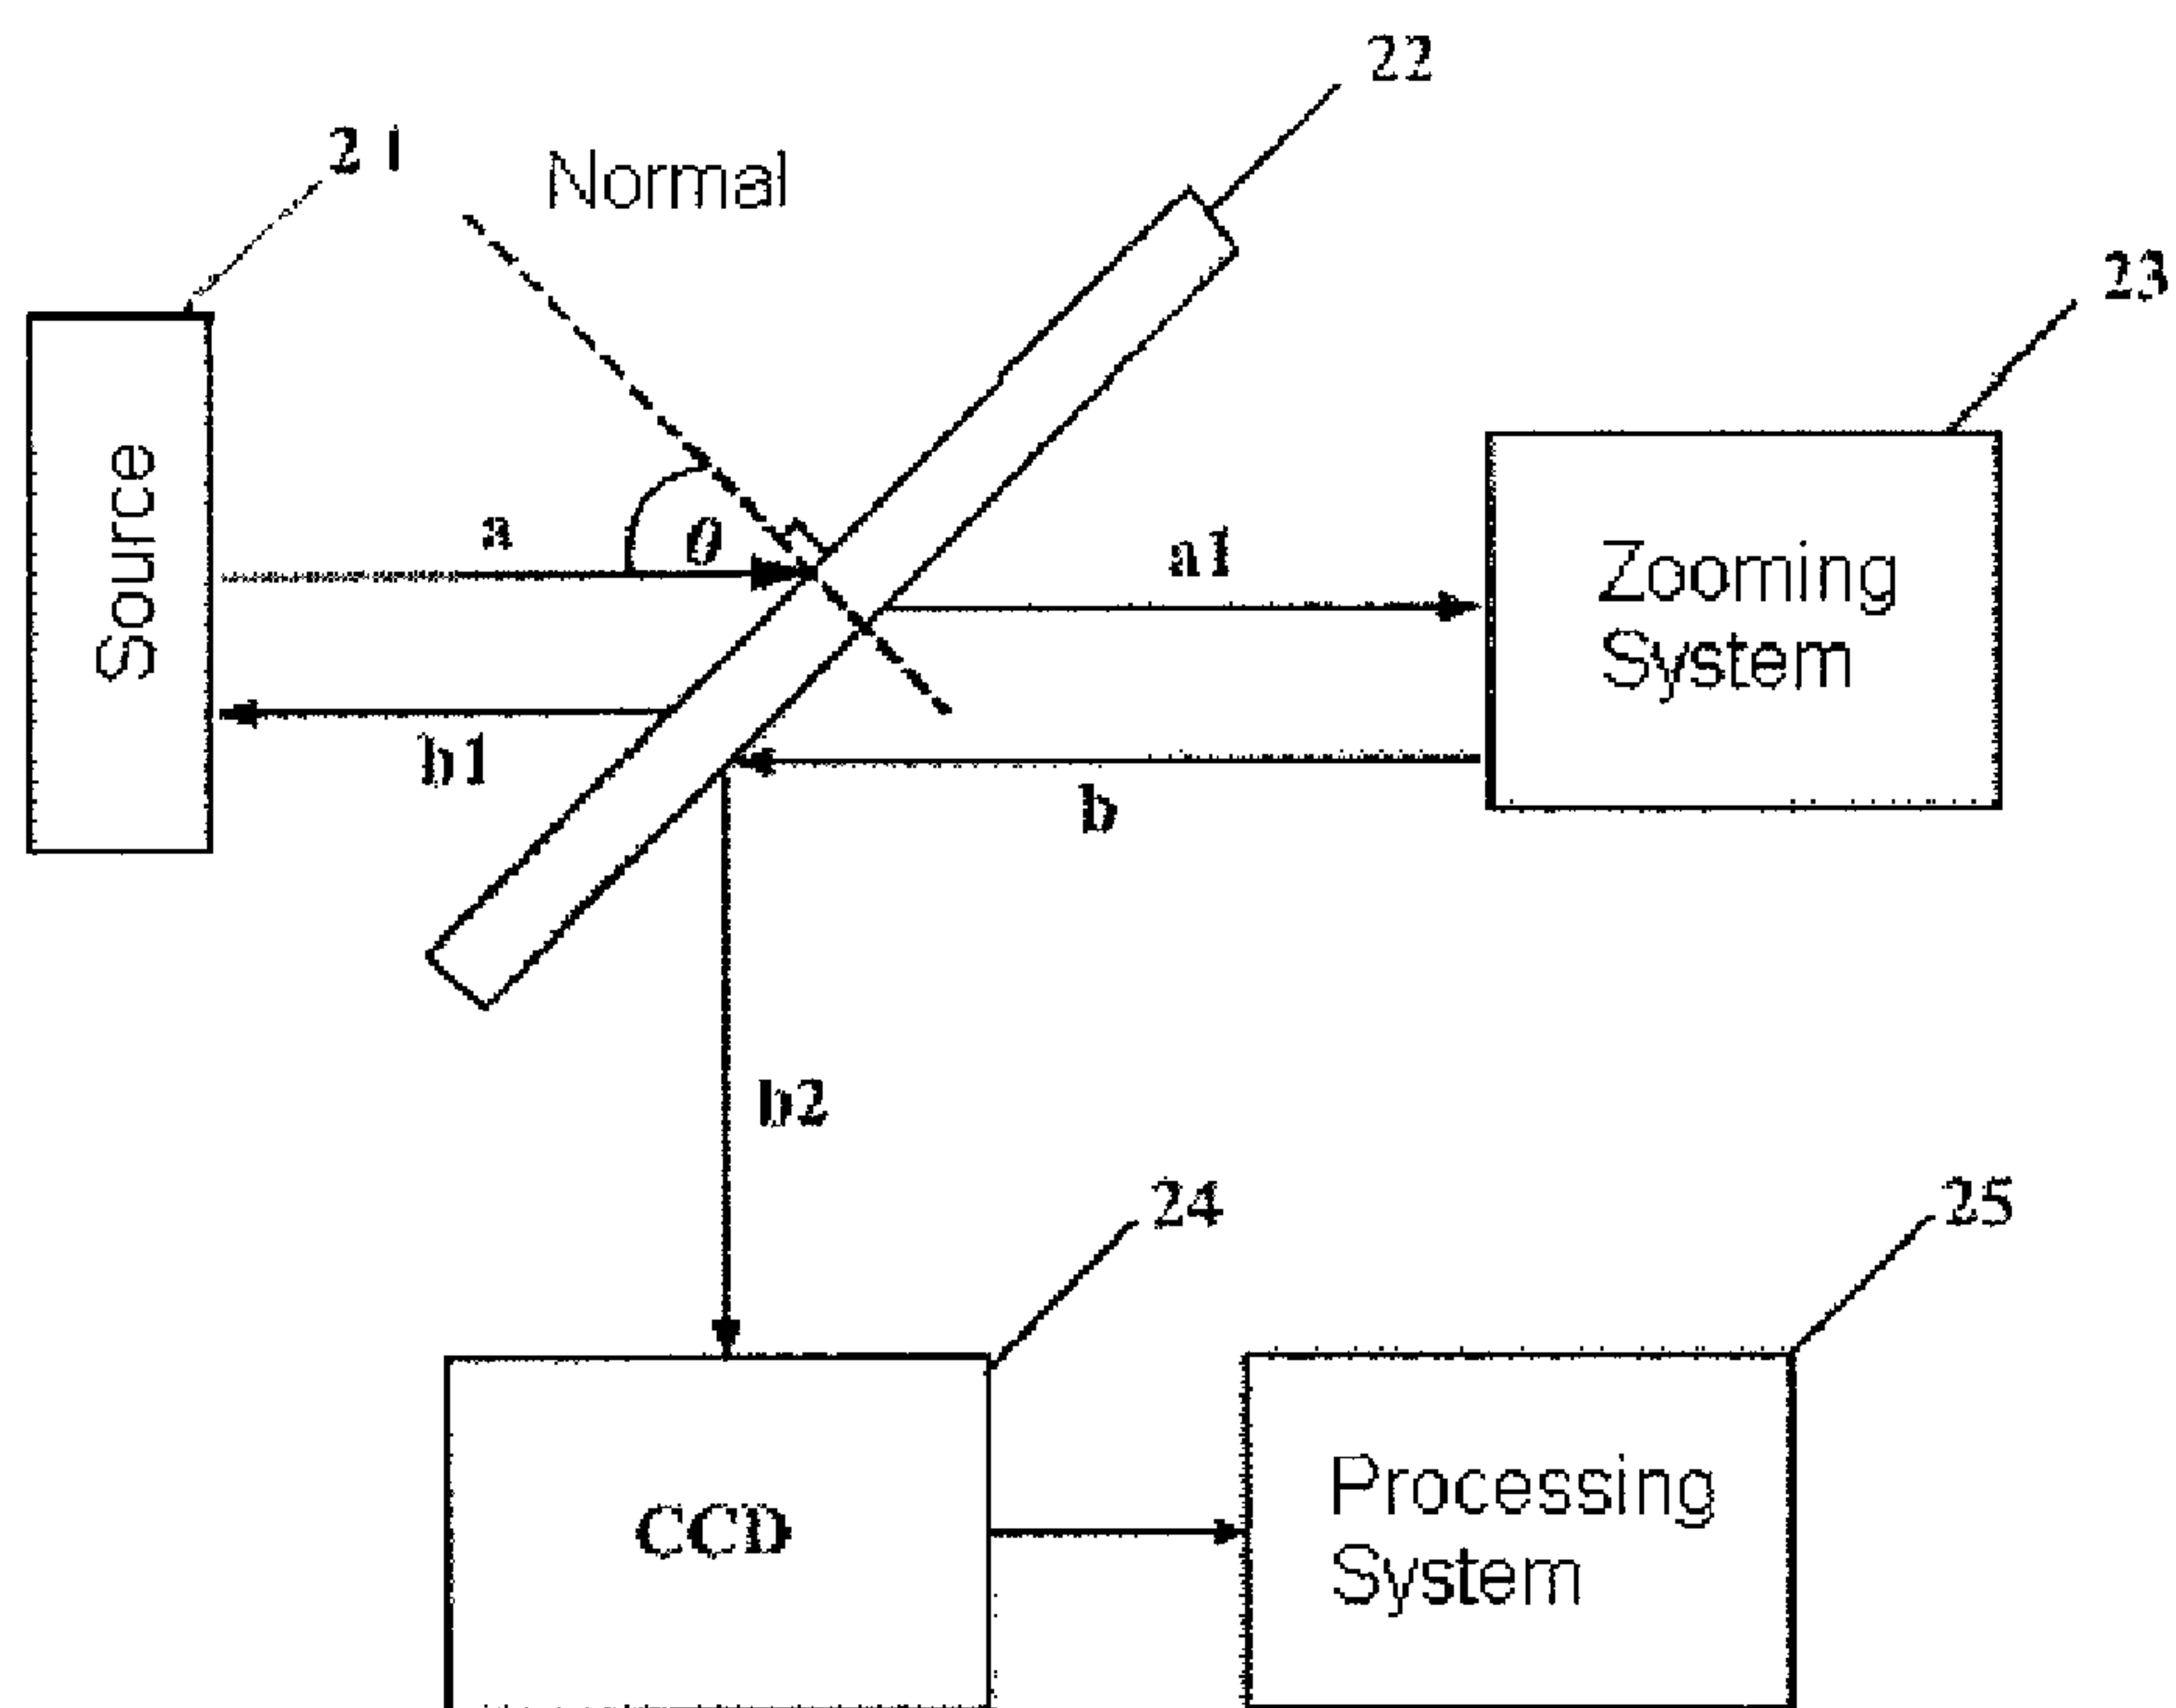 22
21
Normal
23
Source
a
θ
a1
Zooming
System
b1
b
b2
24
25
CCD
Processing
System